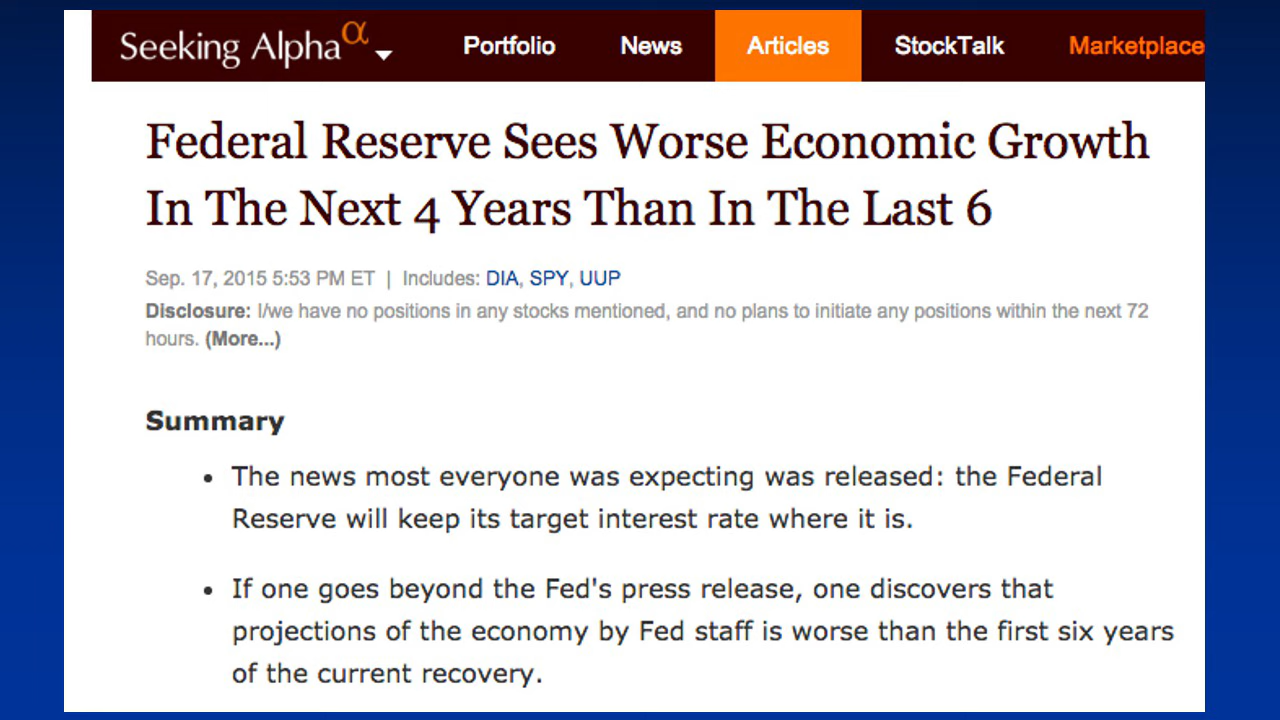 Seeking Alpha α Portfolio News Articles StockTalk Marketplace
Federal Reserve Sees Worse Economic Growth
In The Next 4 Years Than In The Last 6
Sep. 17, 2015 5:53 PM ET | Includes: DIA, SPY, UUP
Disclosure: I/we have no positions in any stocks mentioned, and no plans to initiate any positions within the next 72
hours. (More...)
Summary
• The news most everyone was expecting was released: the Federal
Reserve will keep its target interest rate where it is.
• If one goes beyond the Fed's press release, one discovers that
projections of the economy by Fed staff is worse than the first six years
of the current recovery.